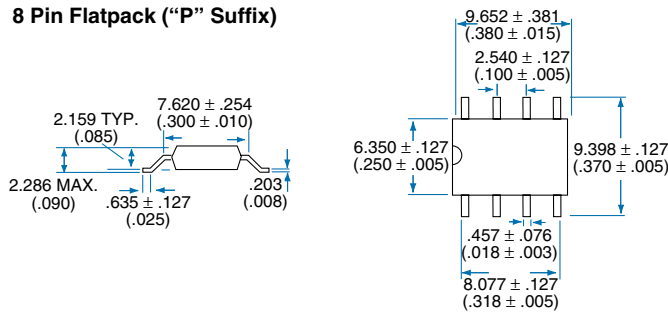 8 Pin Flatpack (“P” Suffix)
7.620 ± .254
(.300 ± .010)
2.159 TYP.
(.085)
2.286 MAX.
(.090)
.635 ± .127
(.025)
.203
(.008)
9.652 ± .381
(.380 ± .015)
2.540 ± .127
(.100 ± .005)
6.350 ± .127
(.250 ± .005)
9.398 ± .127
(.370 ± .005)
.457 ± .076
(.018 ± .003)
8.077 ± .127
(.318 ± .005)